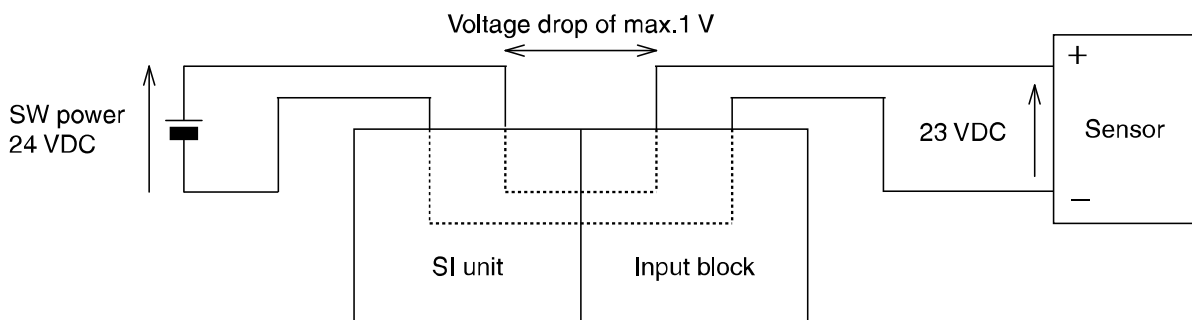 Voltage drop of max.1 V
SW power
24 VDC
+
23 VDC
Sensor
−
SI unit
Input block